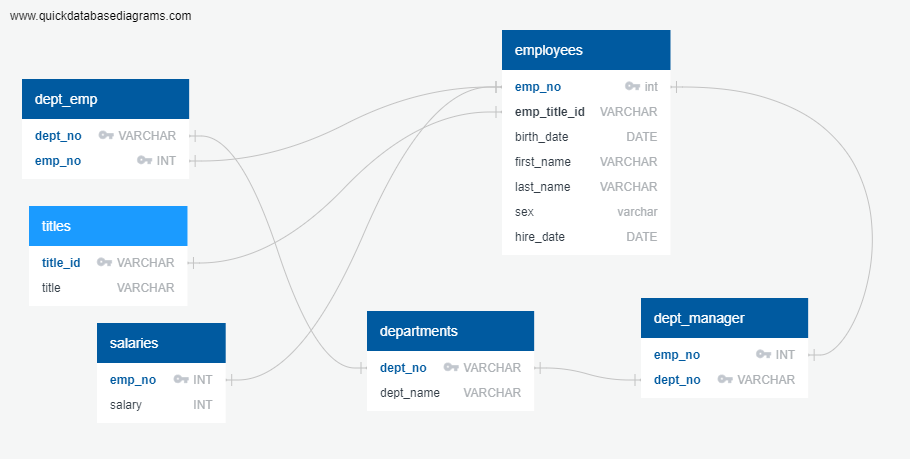 www.quickdatabasediagrams.com
dept_emp
dept_no VARCHAR
emp_no INT
titles
title_id VARCHAR
title VARCHAR
salaries
emp_no INT
salary INT
employees
emp_no int
emp_title_id VARCHAR
birth_date DATE
first_name VARCHAR
last_name VARCHAR
sex varchar
hire_date DATE
departments
dept_no VARCHAR
dept_name VARCHAR
dept_manager
emp_no INT
dept_no VARCHAR